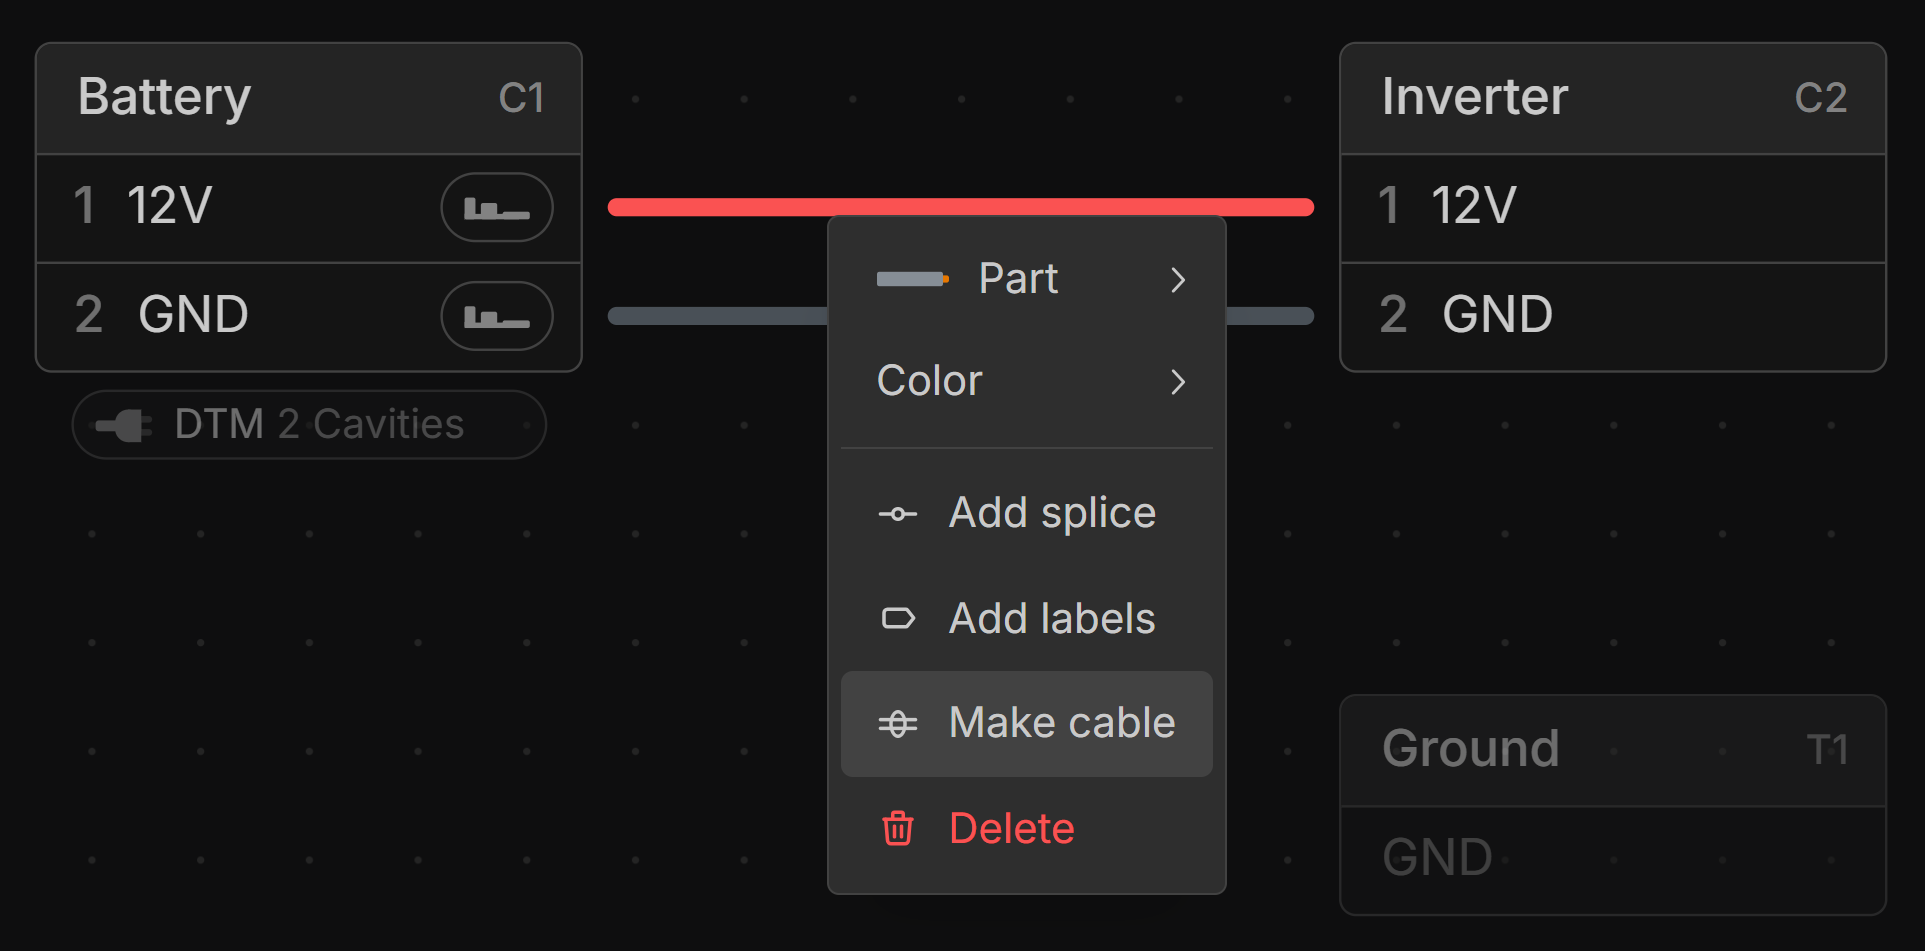 Battery C1
1 12V
2 GND
DTM 2 Cavities
Inverter C2
1 12V
2 GND
Part
Color
Add splice
Add labels
Make cable
Delete
Ground T1
GND